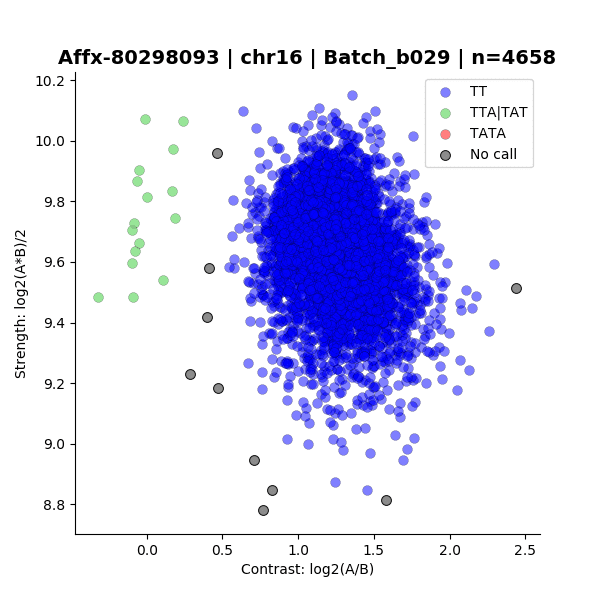 Affx-80298093 | chr16 | Batch_b029 | n=4658
TT
TTA|TAT
TATA
No call
10.2
10.0
9.8
9.6
9.4
9.2
9.0
8.8
Strength: log2(A*B)/2
0.0 0.5 1.0 1.5 2.0 2.5
Contrast: log2(A/B)